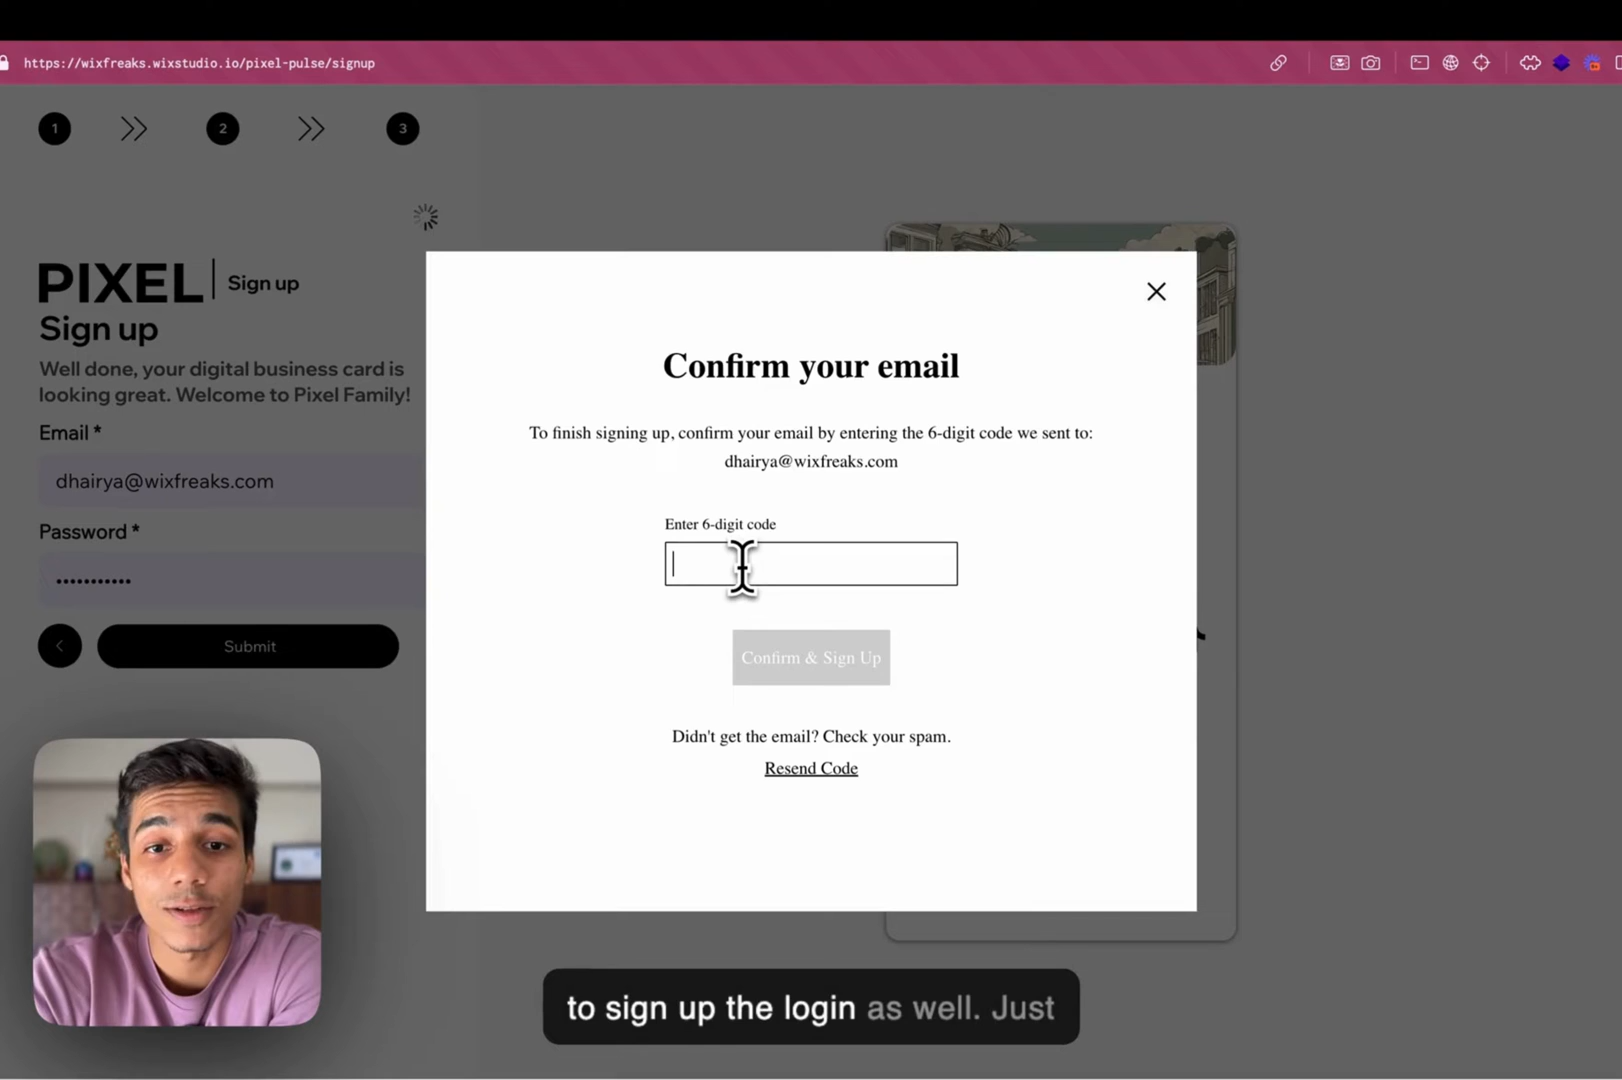 https://wixfreaks.wixstudio.io/pixel-pulse/signup
1
2
3
PIXEL
Sign up
Sign up
Well done, your digital business card is
looking great. Welcome to Pixel Family!
Email *
dhairya@wixfreaks.com
Password *
•••••••••••
Submit
Confirm your email
To finish signing up, confirm your email by entering the 6-digit code we sent to:
dhairya@wixfreaks.com
Enter 6-digit code
Confirm & Sign Up
Didn't get the email? Check your spam.
Resend Code
to sign up the login as well. Just